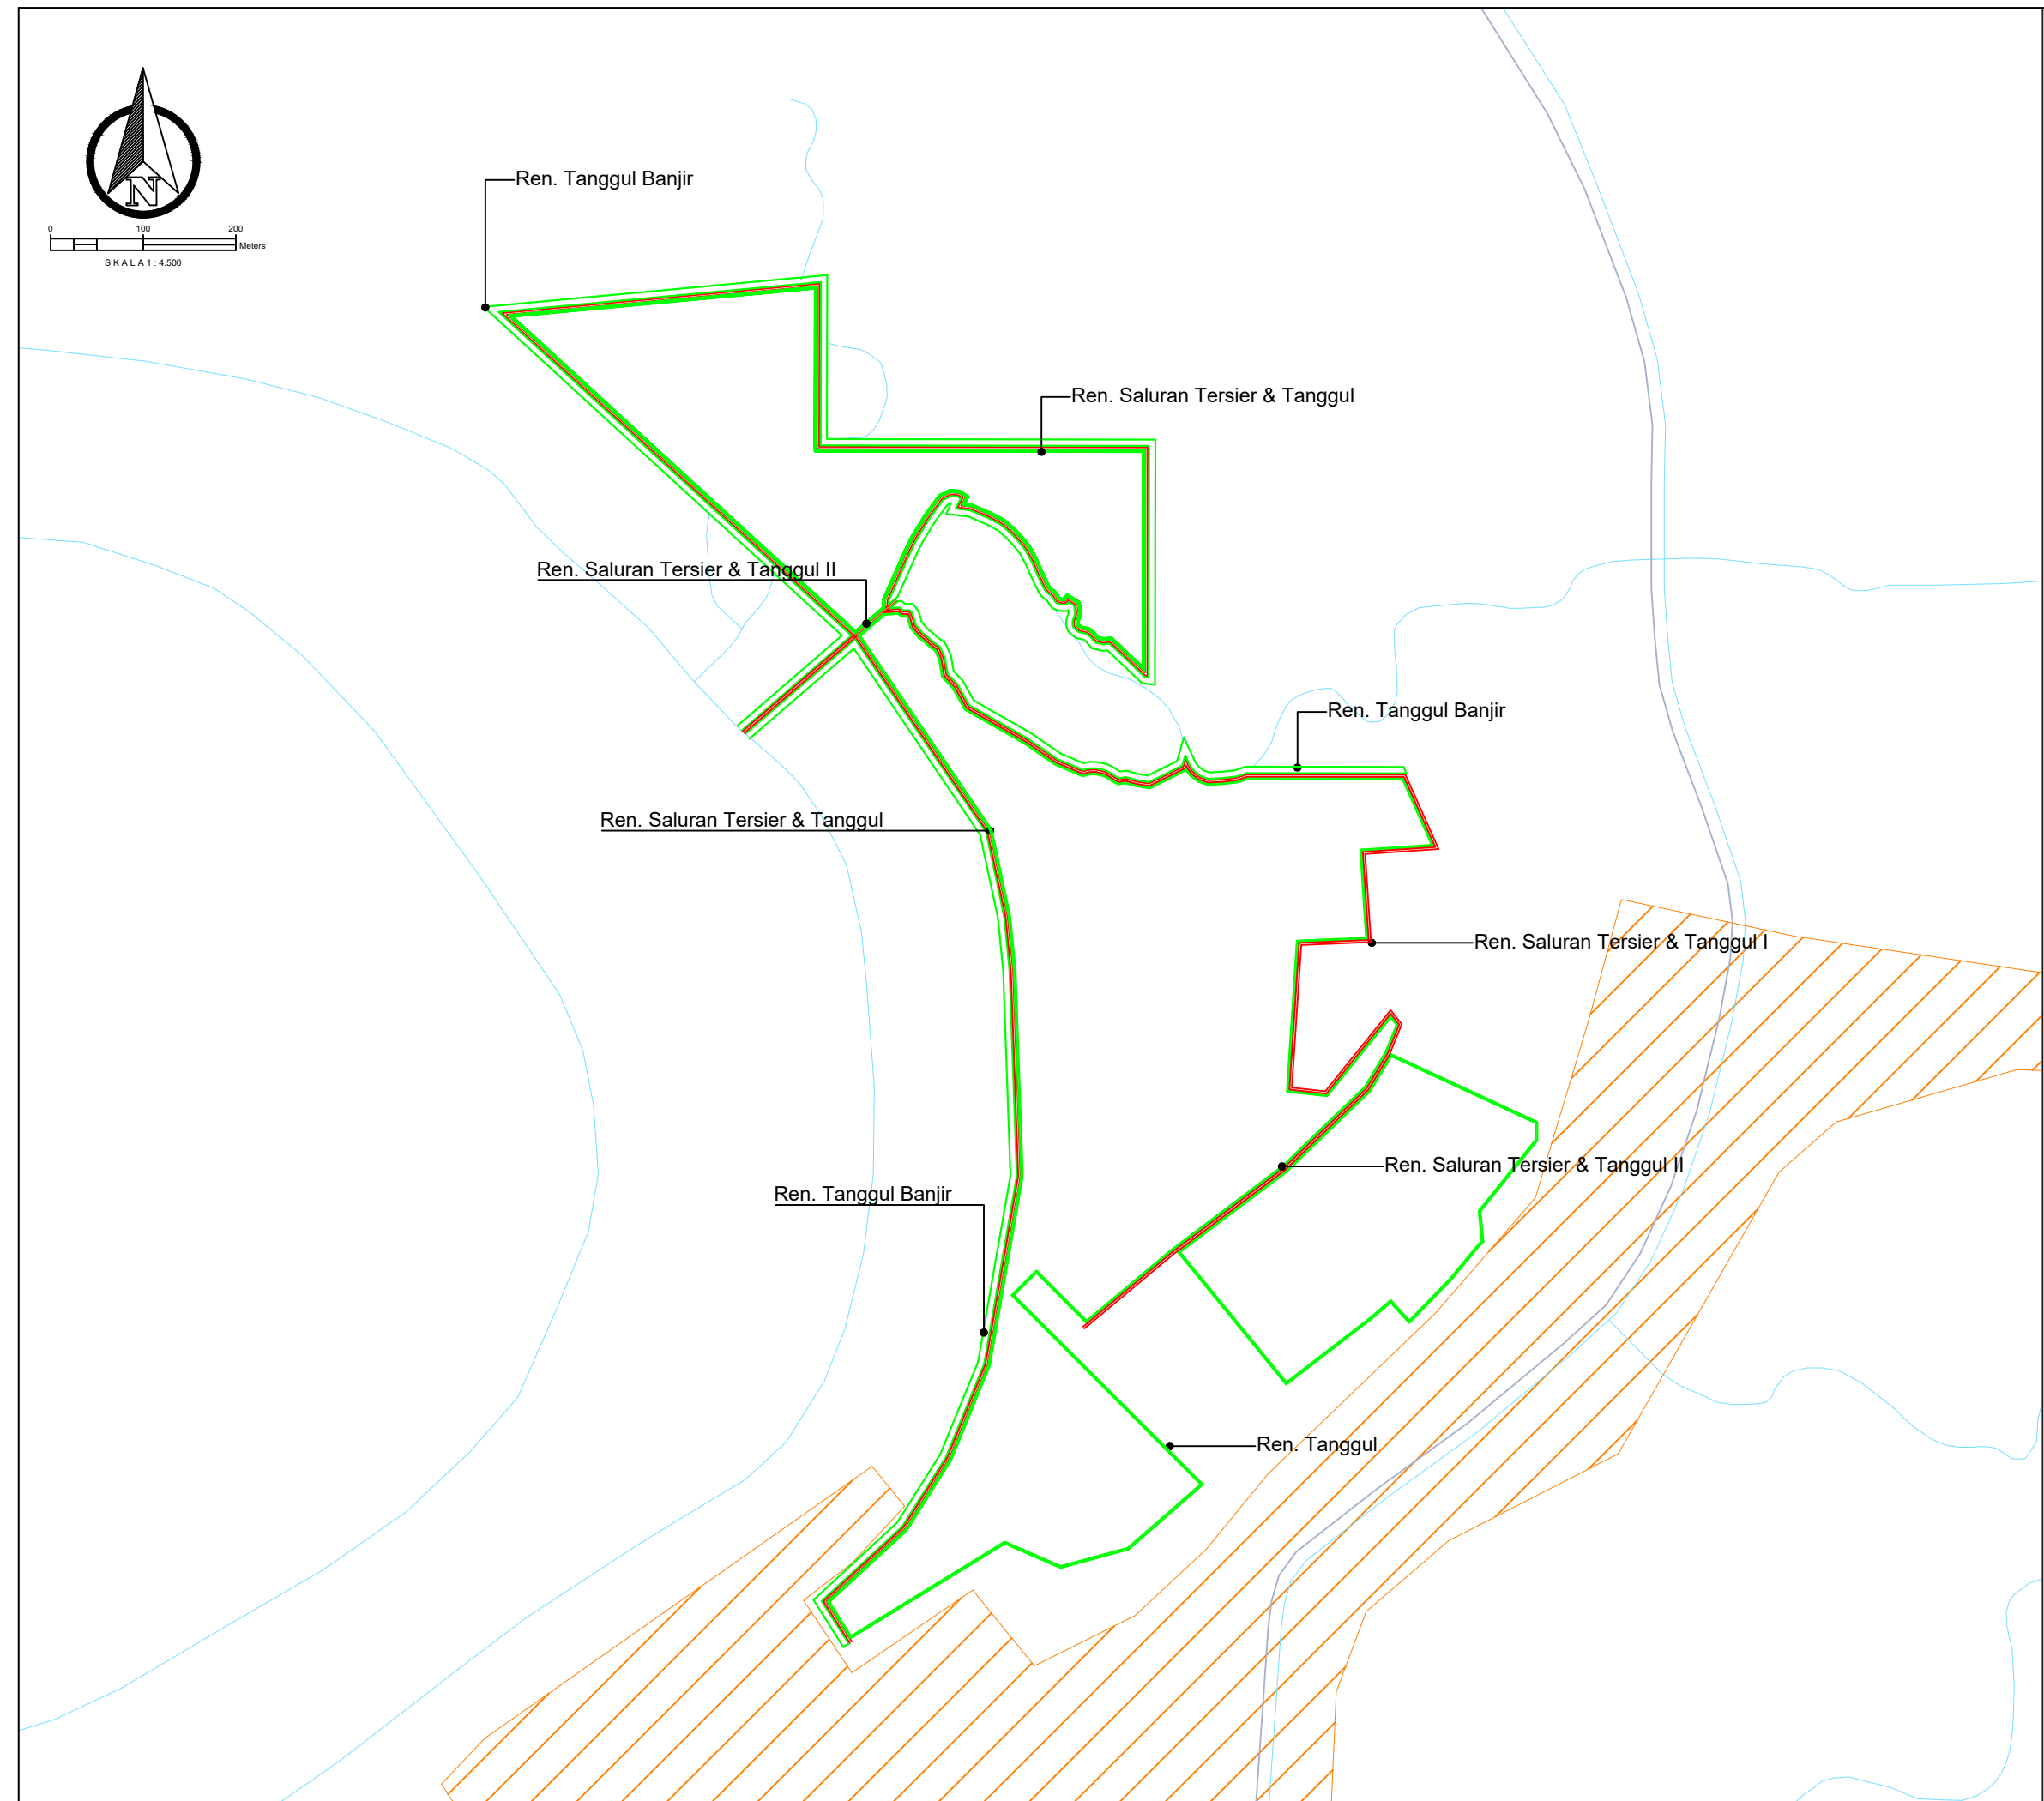 N
0 100 200
Meters
S K A L A 1 : 4.500
Ren. Tanggul Banjir
Ren. Saluran Tersier & Tanggul
Ren. Saluran Tersier & Tanggul II
Ren. Tanggul Banjir
Ren. Saluran Tersier & Tanggul
Ren. Saluran Tersier & Tanggul I
Ren. Saluran Tersier & Tanggul II
Ren. Tanggul Banjir
Ren. Tanggul